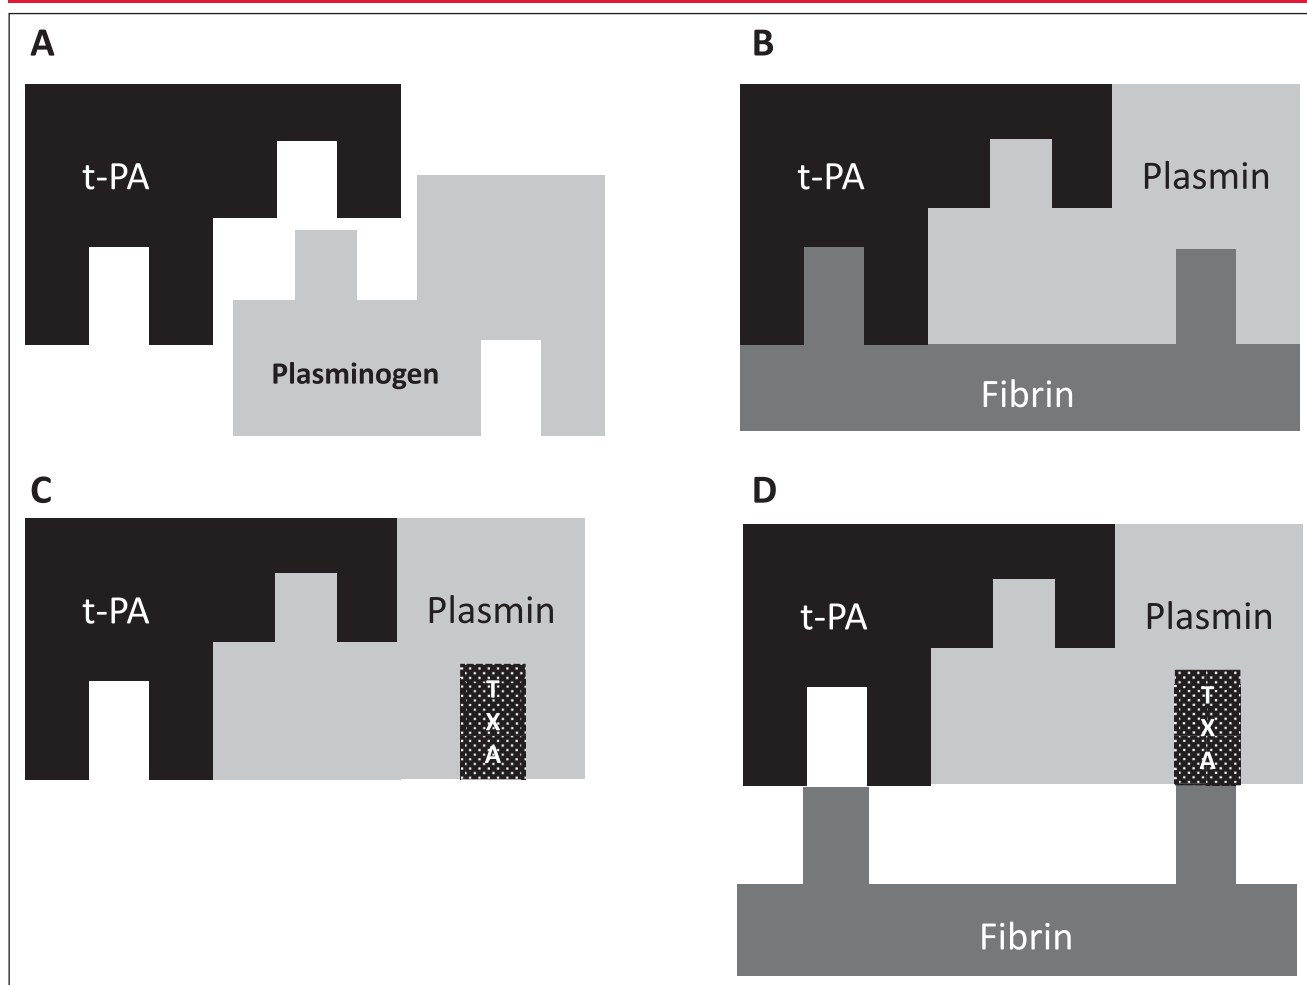 A
t-PA
Plasminogen
B
t-PA
Plasmin
Fibrin
C
t-PA
Plasmin
T
X
A
D
t-PA
Plasmin
T
X
A
Fibrin